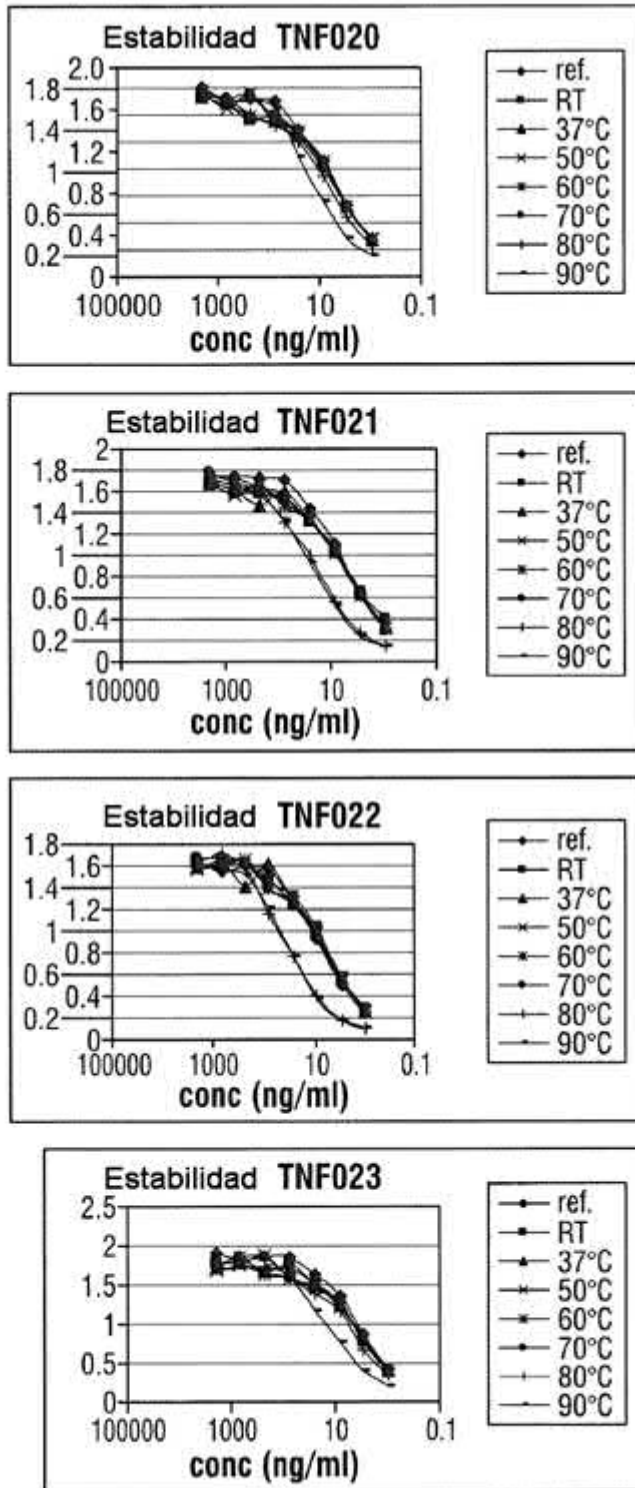 Estabilidad TNF020
2.0
1.8
1.6
1.4
1.2
1
0.8
0.6
0.4
0.2
0
100000 1000 10 0.1
conc (ng/ml)
ref.
RT
37°C
50°C
60°C
70°C
80°C
90°C
Estabilidad TNF021
2
1.8
1.6
1.4
1.2
1
0.8
0.6
0.4
0.2
0
100000 1000 10 0.1
conc (ng/ml)
ref.
RT
37°C
50°C
60°C
70°C
80°C
90°C
Estabilidad TNF022
1.8
1.6
1.4
1.2
1
0.8
0.6
0.4
0.2
0
100000 1000 10 0.1
conc (ng/ml)
ref.
RT
37°C
50°C
60°C
70°C
80°C
90°C
Estabilidad TNF023
2.5
2
1.5
1
0.5
0
100000 1000 10 0.1
conc (ng/ml)
ref.
RT
37°C
50°C
60°C
70°C
80°C
90°C